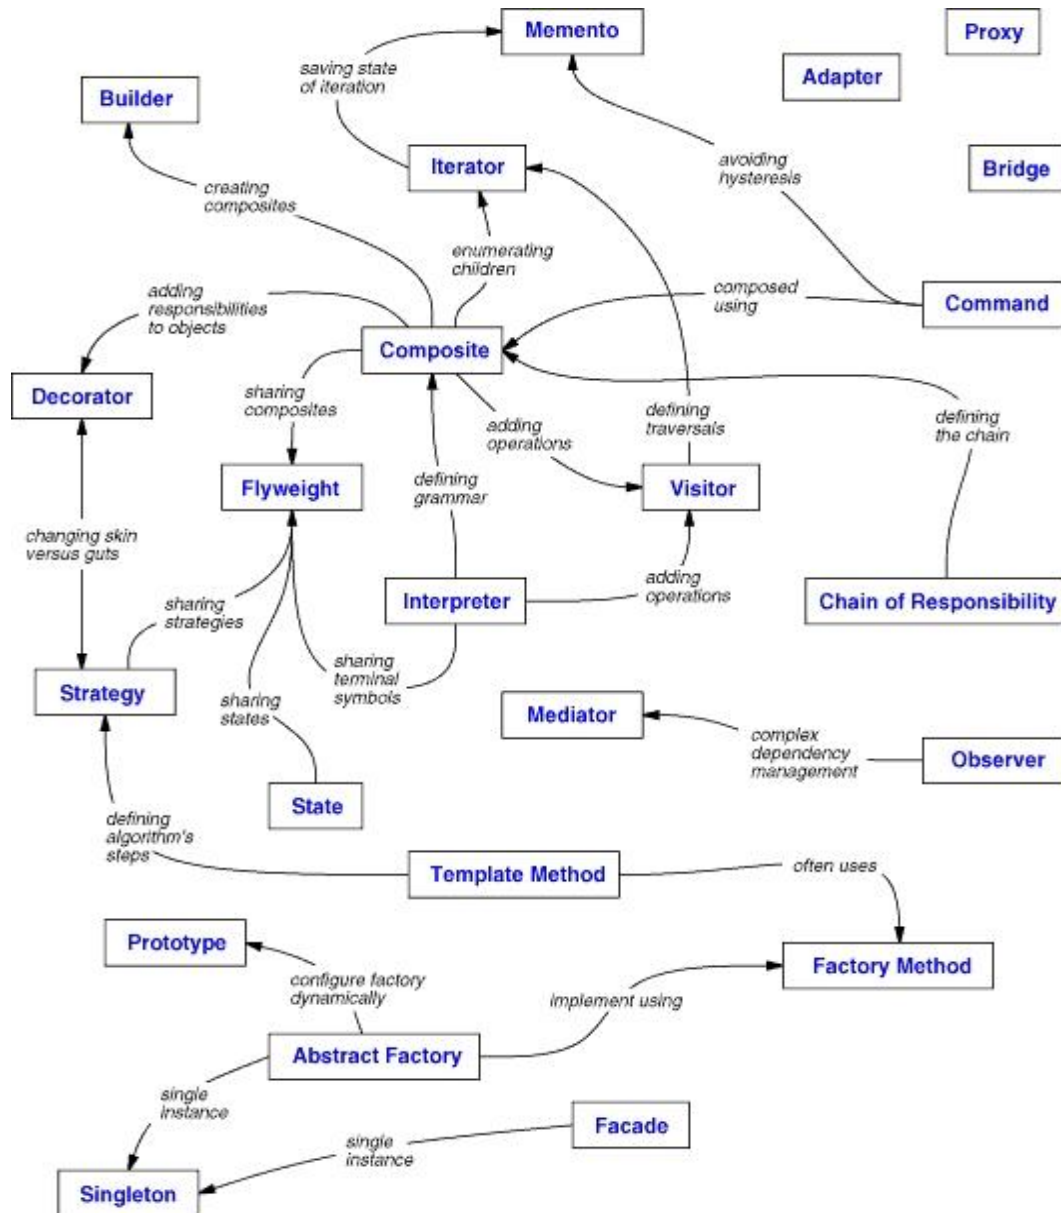 Memento
Proxy
Adapter
saving state
of iteration
Builder
Iterator
avoiding
hysteresis
Bridge
creating
composites
enumerating
children
adding
responsibilities
to objects
composed
using
Command
Composite
Decorator
sharing
composites
adding
operations
defining
traversals
defining
the chain
Flyweight
defining
grammar
Visitor
changing skin
versus guts
Interpreter
adding
operations
Chain of Responsibility
sharing
strategies
sharing
terminal
symbols
Strategy
sharing
states
Mediator
complex
dependency
management
Observer
State
defining
algorithm's
steps
Template Method
often uses
Prototype
Factory Method
configure factory
dynamically
implement using
Abstract Factory
single
instance
Facade
single
instance
Singleton